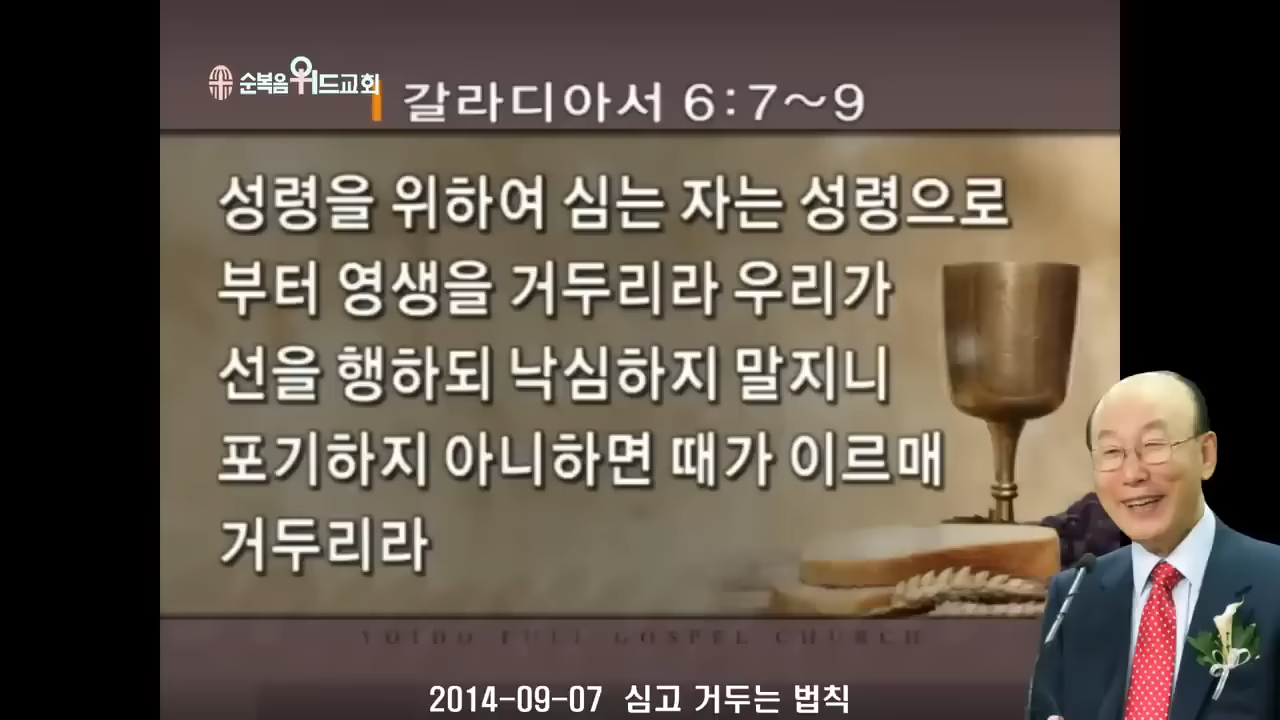 순복음위드교회
갈라디아서 6:7~9
성령을 위하여 심는 자는 성령으로
부터 영생을 거두리라 우리가
선을 행하되 낙심하지 말지니
포기하지 아니하면 때가 이르매
거두리라
YOIDO FULL GOSPEL CHURCH
2014-09-07 심고 거두는 법칙